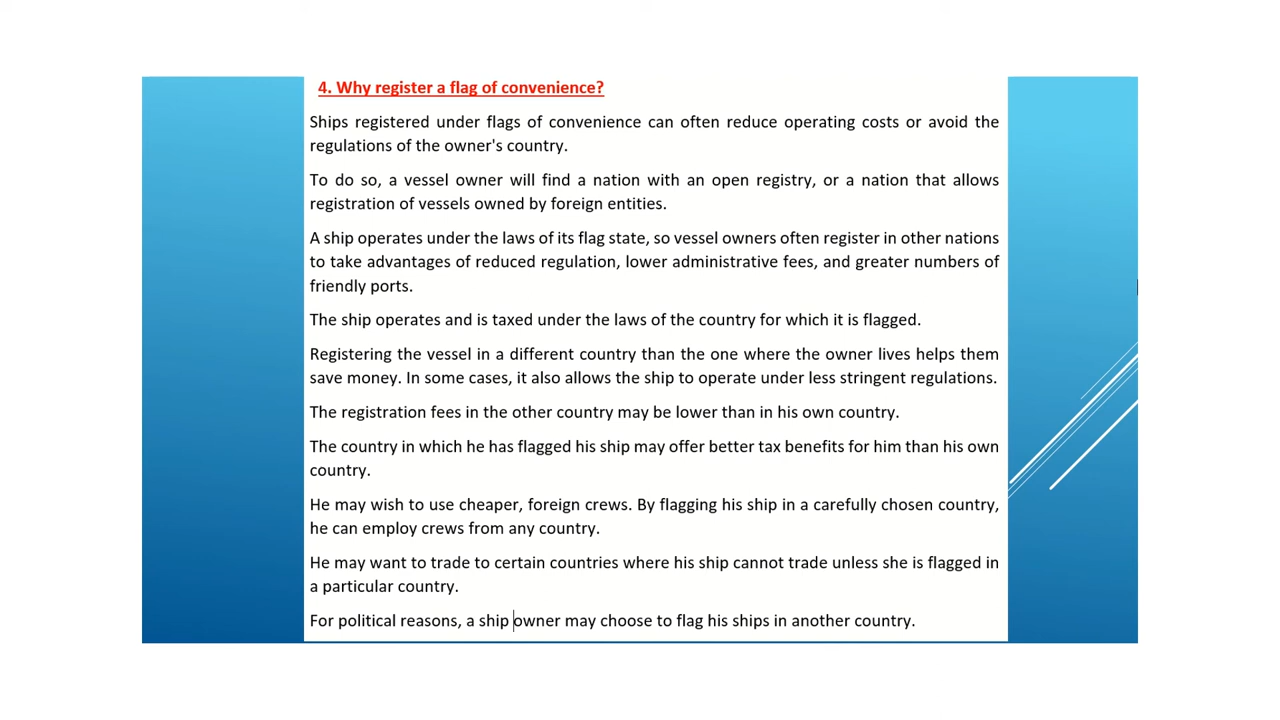 4. Why register a flag of convenience?
Ships registered under flags of convenience can often reduce operating costs or avoid the
regulations of the owner's country.
To do so, a vessel owner will find a nation with an open registry, or a nation that allows
registration of vessels owned by foreign entities.
A ship operates under the laws of its flag state, so vessel owners often register in other nations
to take advantages of reduced regulation, lower administrative fees, and greater numbers of
friendly ports.
The ship operates and is taxed under the laws of the country for which it is flagged.
Registering the vessel in a different country than the one where the owner lives helps them
save money. In some cases, it also allows the ship to operate under less stringent regulations.
The registration fees in the other country may be lower than in his own country.
The country in which he has flagged his ship may offer better tax benefits for him than his own
country.
He may wish to use cheaper, foreign crews. By flagging his ship in a carefully chosen country,
he can employ crews from any country.
He may want to trade to certain countries where his ship cannot trade unless she is flagged in
a particular country.
For political reasons, a ship owner may choose to flag his ships in another country.